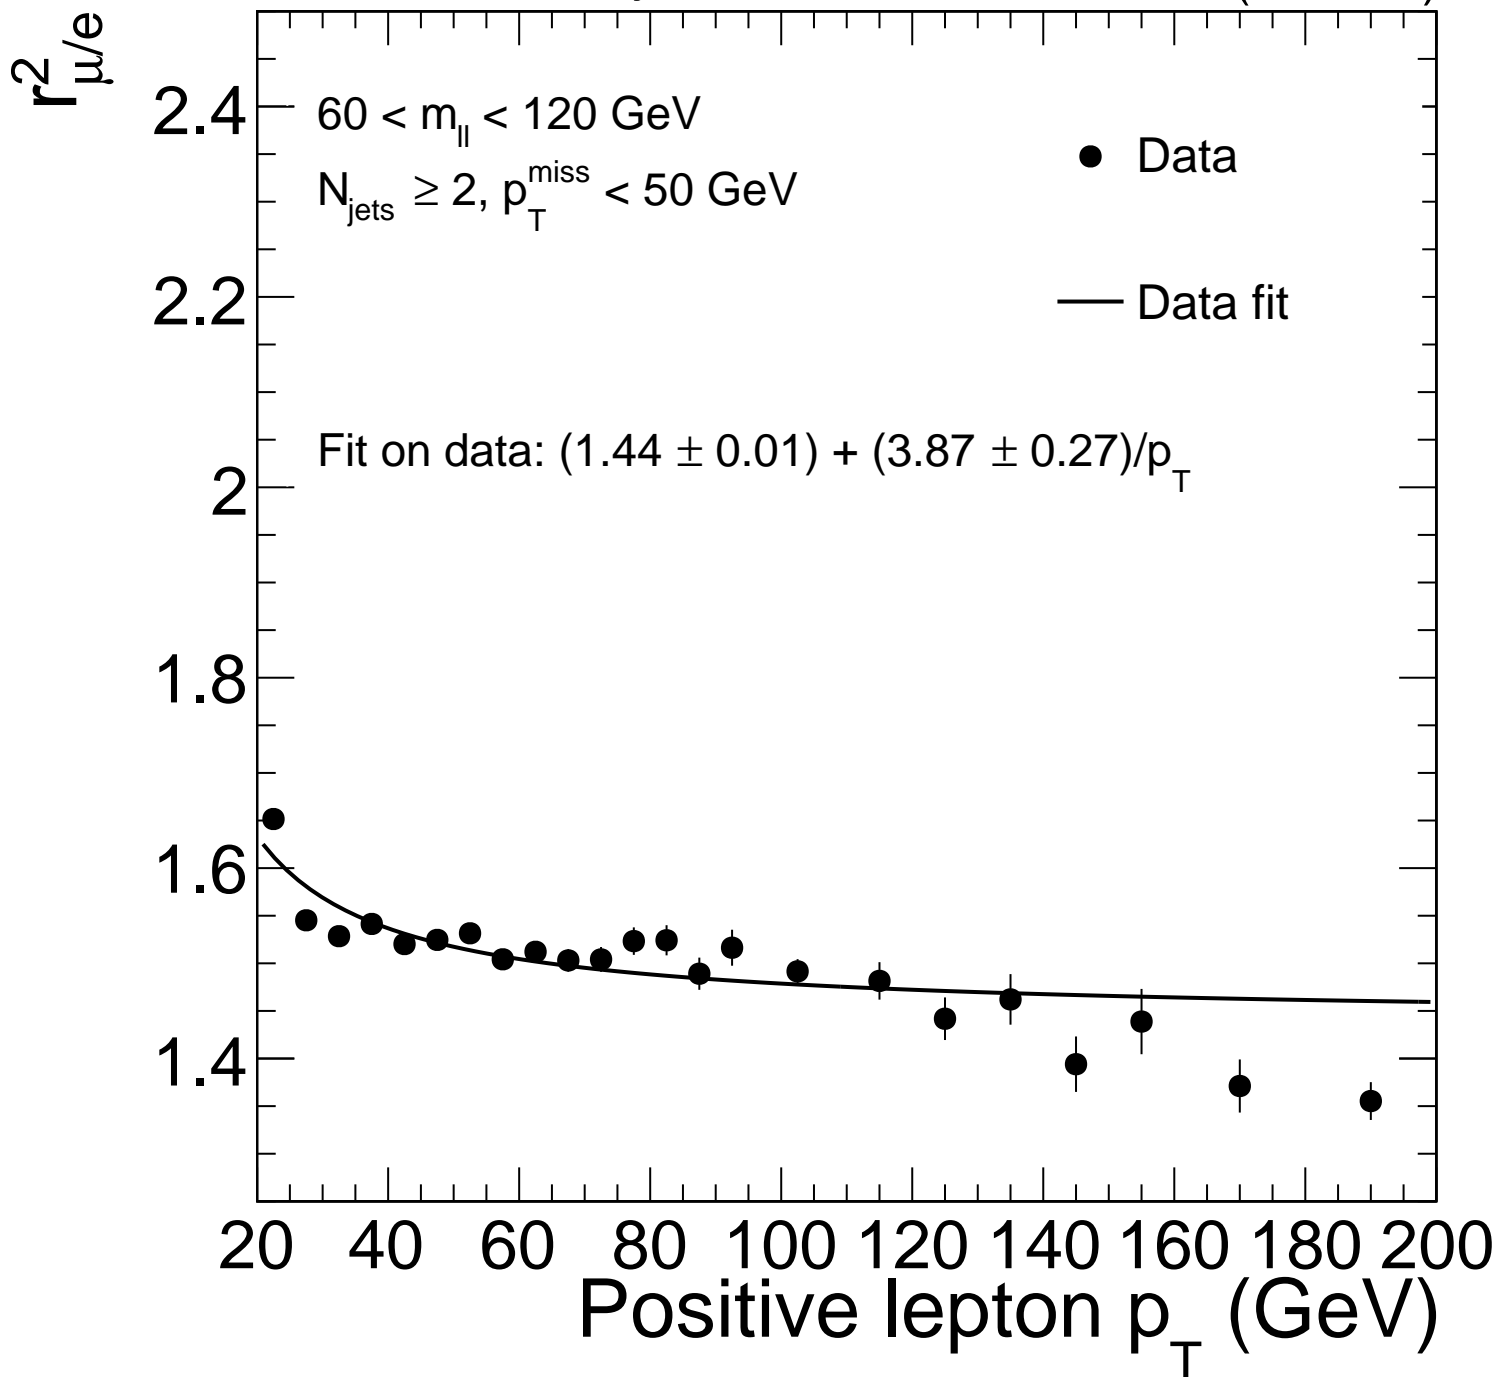 r²μ/e
60 < mll < 120 GeV
Njets ≥ 2, pTmiss < 50 GeV
Data
Data fit
Fit on data: (1.44 ± 0.01) + (3.87 ± 0.27)/pT
2.4
2.2
2
1.8
1.6
1.4
20 40 60 80 100 120 140 160 180 200
Positive lepton pT (GeV)